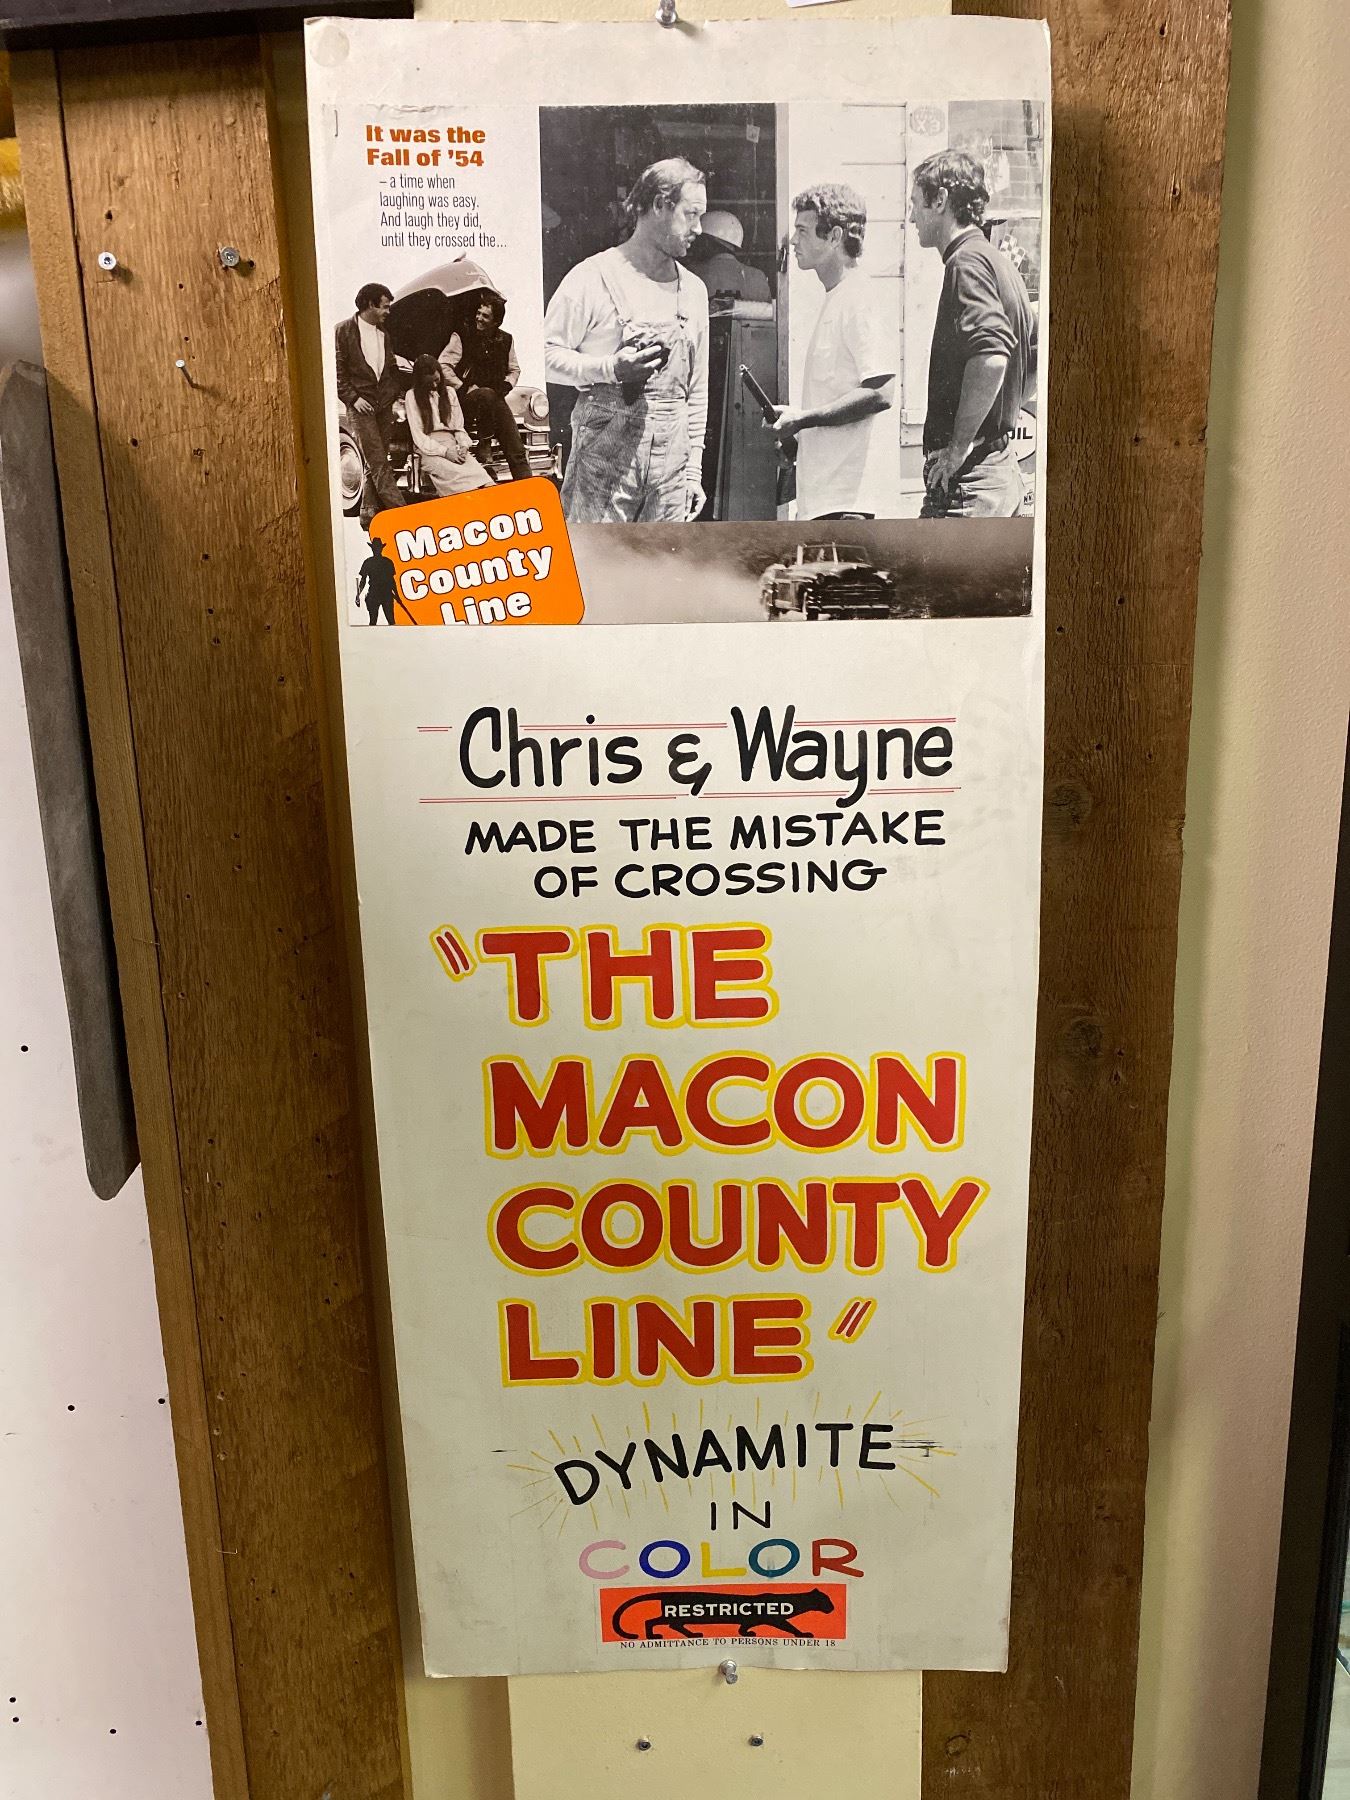 It was the
Fall of '54
– a time when
laughing was easy.
And laugh they did,
until they crossed the...
Macon
County
Line
Chris & Wayne
MADE THE MISTAKE
OF CROSSING
"THE
MACON
COUNTY
LINE"
DYNAMITE
IN
COLOR
RESTRICTED
NO ADMITTANCE TO PERSONS UNDER 18